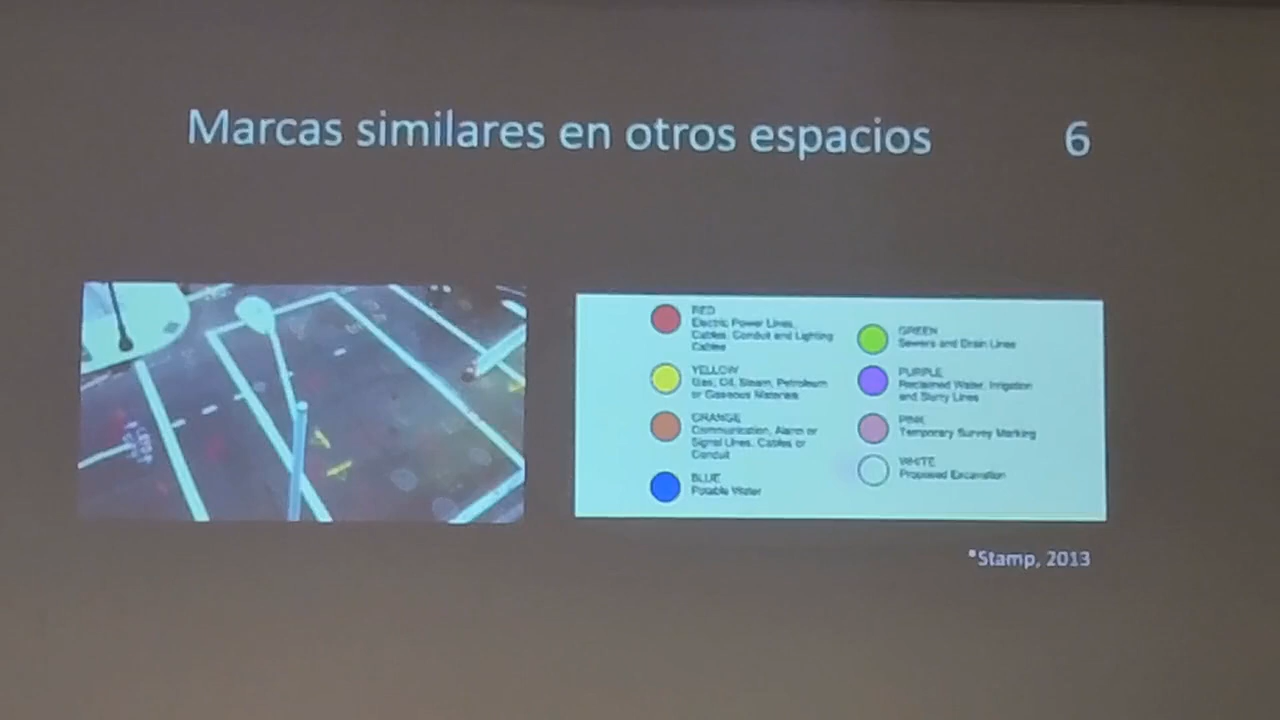 Marcas similares en otros espacios
6
RED
Electric Power Lines,
Cables, Conduit and Lighting
Cables
YELLOW
Gas, Oil, Steam, Petroleum
or Gaseous Materials
ORANGE
Communication, Alarm or
Signal Lines, Cables or
Conduit
BLUE
Potable Water
GREEN
Sewers and Drain Lines
PURPLE
Reclaimed Water, Irrigation
and Slurry Lines
PINK
Temporary Survey Marking
WHITE
Proposed Excavation
*Stamp, 2013